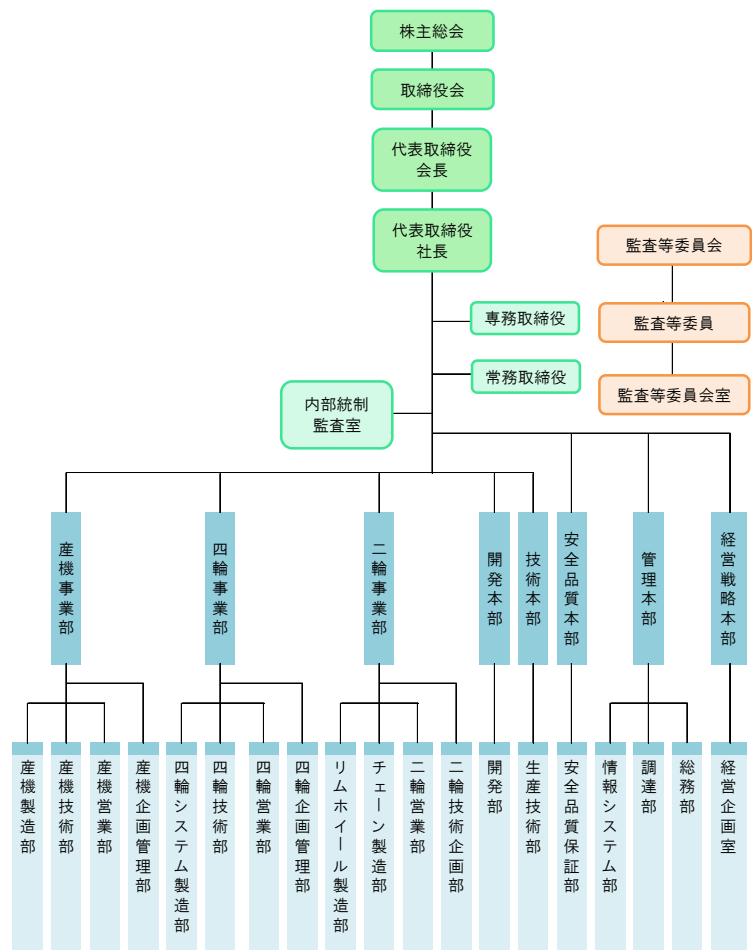 株主総会
取締役会
代表取締役
会長
代表取締役
社長
監査等委員会
専務取締役
監査等委員
常務取締役
監査等委員会室
内部統制
監査室
産機事業部
四輪事業部
二輪事業部
開発本部
技術本部
安全品質本部
管理本部
経営戦略本部
産機製造部
産機技術部
産機営業部
産機企画管理部
四輪システム製造部
四輪技術部
四輪営業部
四輪企画管理部
リムホイール製造部
チェーン製造部
二輪営業部
二輪技術企画部
開発部
生産技術部
安全品質保証部
情報システム部
調達部
総務部
経営企画室